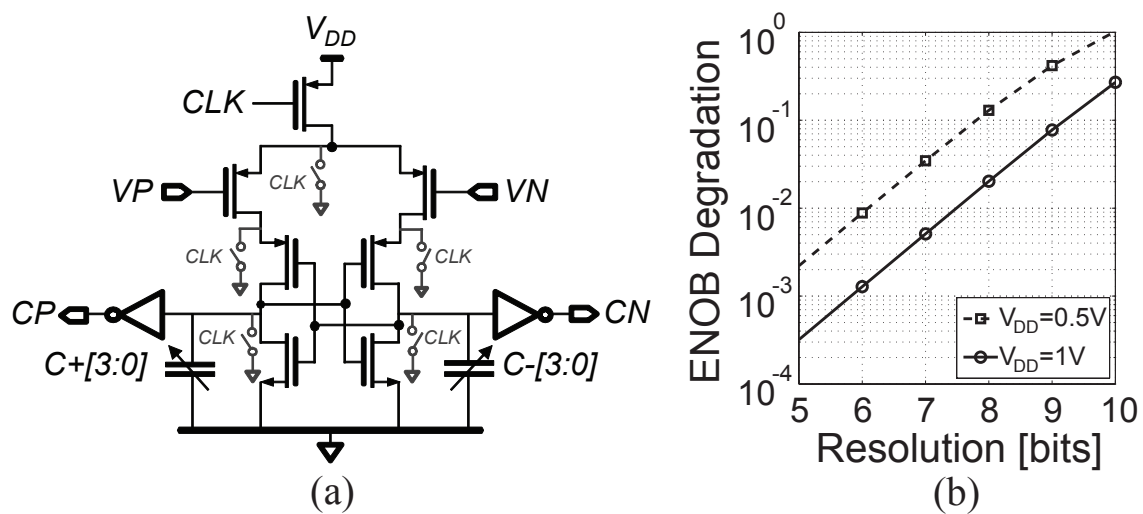 V_DD
CLK
VP
VN
CLK
CLK
CLK
CP
CN
CLK
CLK
C+[3:0]
C-[3:0]
(a)
ENOB Degradation
10^0
10^-1
10^-2
10^-3
10^-4
V_DD=0.5V
V_DD=1V
5 6 7 8 9 10
Resolution [bits]
(b)